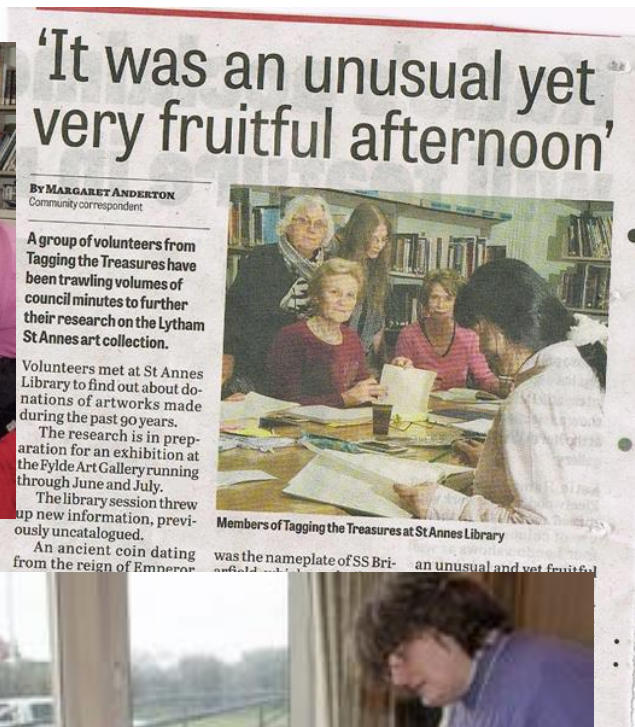 'It was an unusual yet
very fruitful afternoon'
BY MARGARET ANDERTON
Community correspondent
A group of volunteers from
Tagging the Treasures have
been trawling volumes of
council minutes to further
their research on the Lytham
St Annes art collection.
Volunteers met at St Annes
Library to find out about do-
nations of artworks made
during the past 90 years.
The research is in prep-
aration for an exhibition at
the Fylde Art Gallery running
through June and July.
The library session threw
up new information, previ-
ously uncatalogued.
An ancient coin dating
from the reign of Emperor
Members of Tagging the Treasures at St Annes Library
was the nameplate of SS Bri-
an unusual and yet fruitful